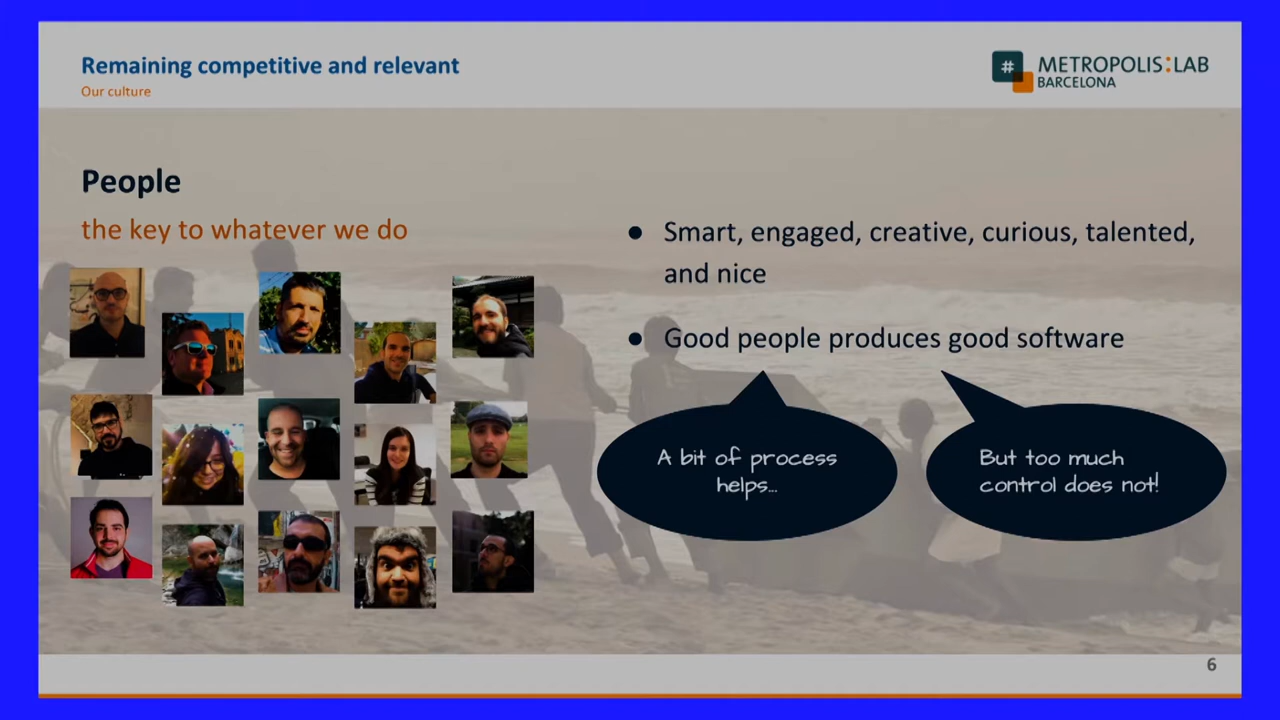 Remaining competitive and relevant
Our culture
# METROPOLIS:LAB
BARCELONA
People
the key to whatever we do
● Smart, engaged, creative, curious, talented,
and nice
● Good people produces good software
A bit of process
helps...
But too much
control does not!
6